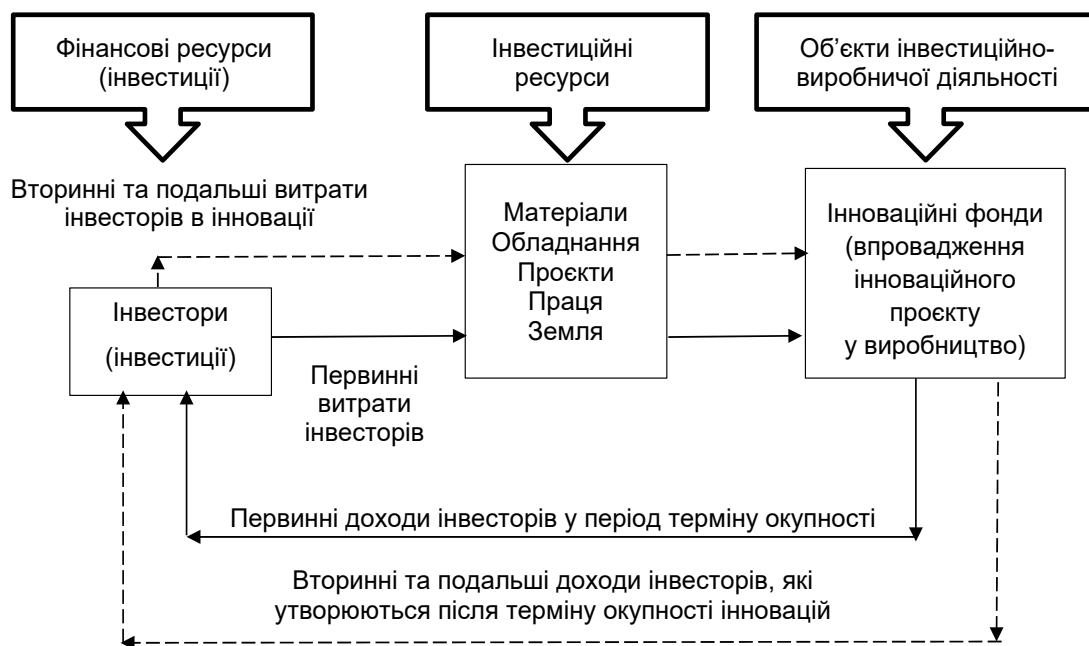 Фінансові ресурси
(інвестиції)
Інвестиційні
ресурси
Об’єкти інвестиційно-
виробничої діяльності
Вторинні та подальші витрати
інвесторів в інновації
Матеріали
Обладнання
Проєкти
Праця
Земля
Інноваційні фонди
(впровадження
інноваційного
проєкту
у виробництво)
Інвестори
(інвестиції)
Первинні
витрати
інвесторів
Первинні доходи інвесторів у період терміну окупності
Вторинні та подальші доходи інвесторів, які
утворюються після терміну окупності інновацій